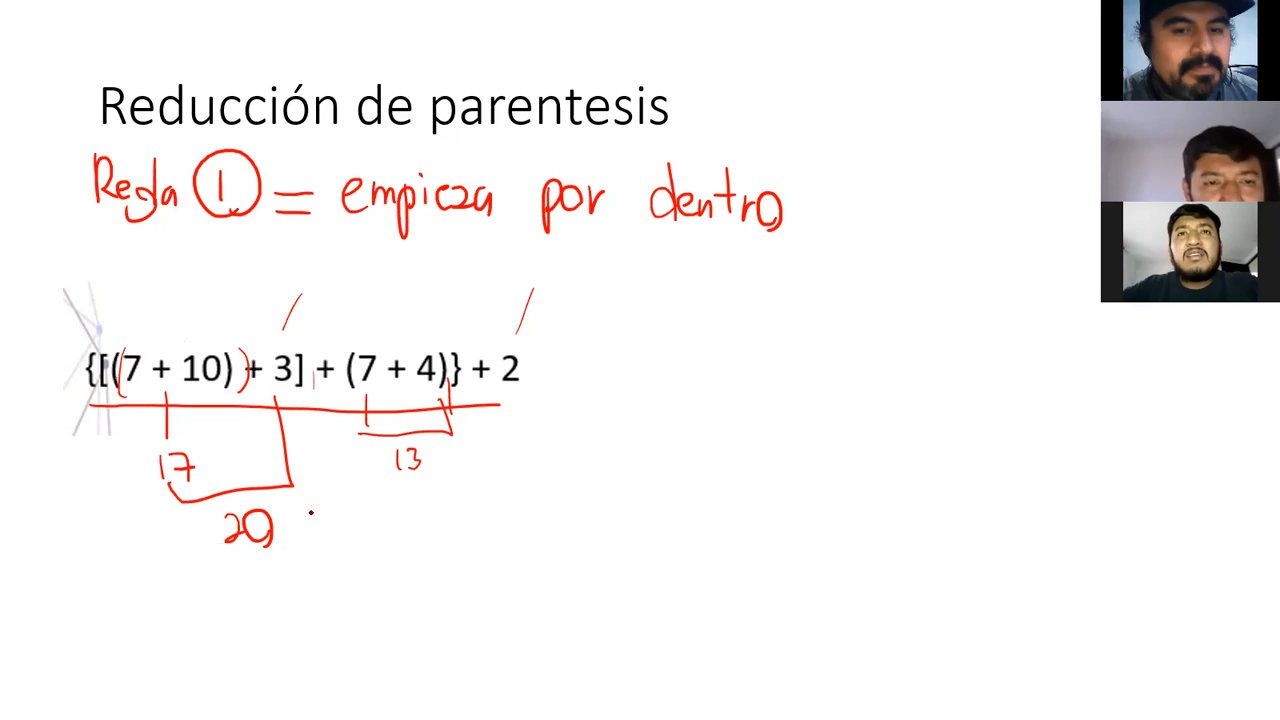 Reducción de parentesis
Regla 1 = empieza por dentro
{[(7 + 10) + 3] + (7 + 4)} + 2
17
13
20